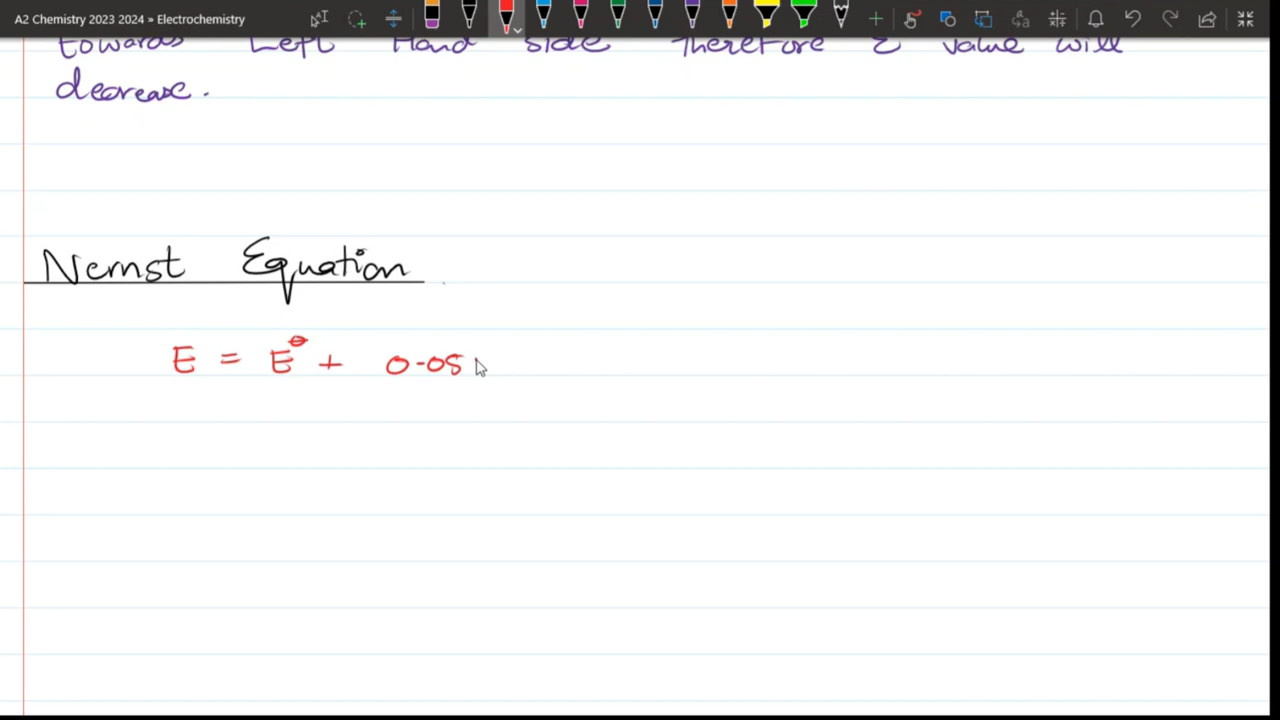 A2 Chemistry 2023 2024 » Electrochemistry
towards Left Hand side therefore E value will
decrease.
Nernst Equation
E = E⦵ + 0.05